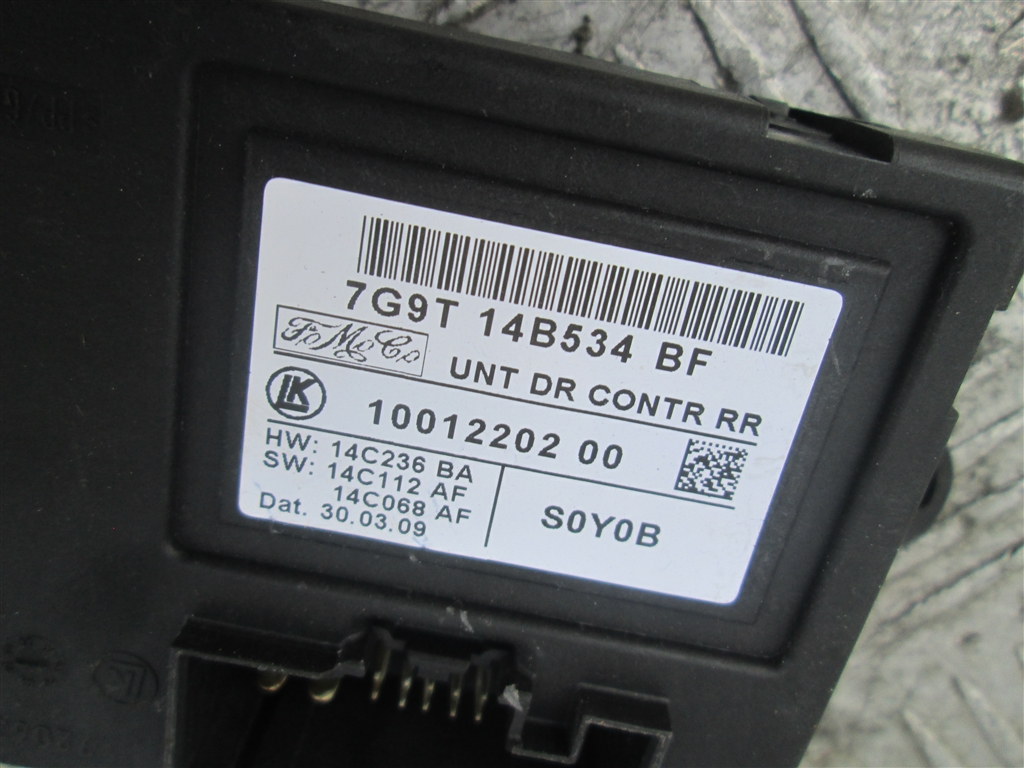 7G9T 14B534 BF
FoMoCo
UNT DR CONTR RR
LK
10012202 00
HW: 14C236 BA
SW: 14C112 AF
14C068 AF
Dat. 30.03.09
S0Y0B